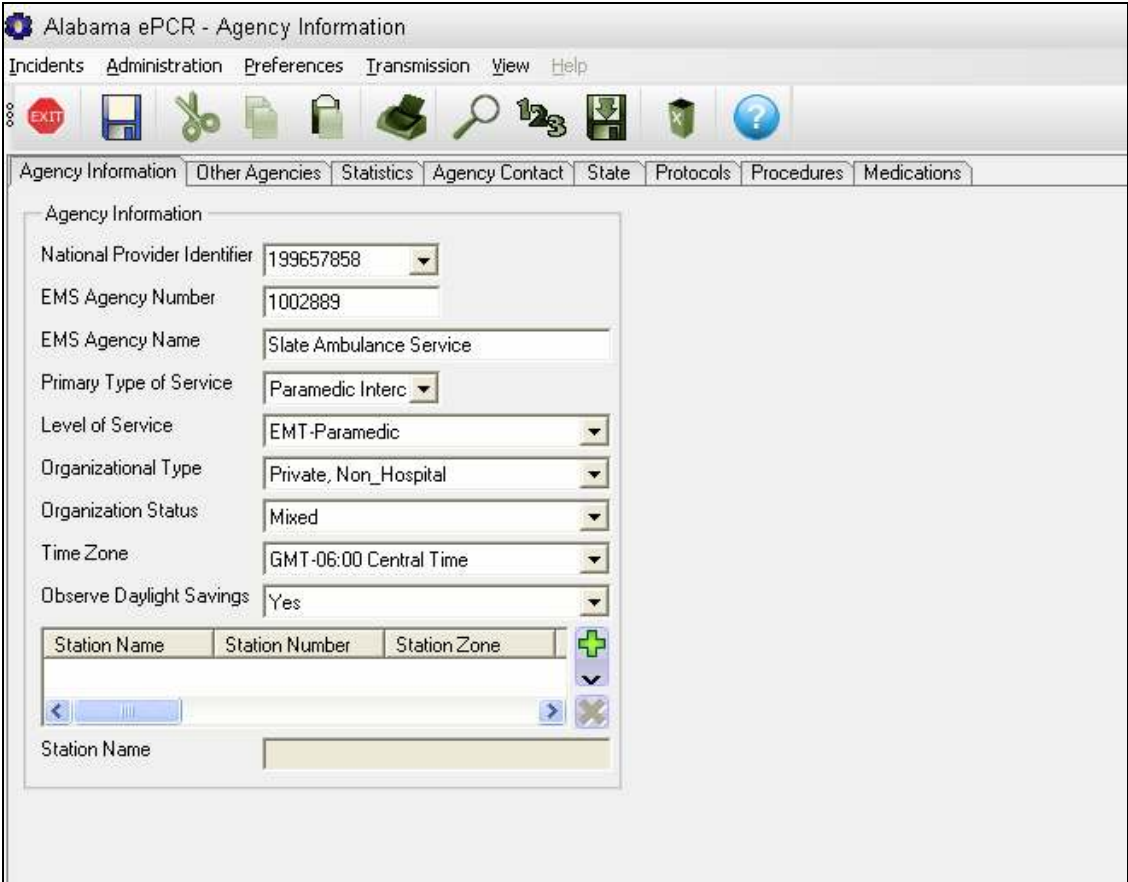 Alabama ePCR - Agency Information
Incidents Administration Preferences Transmission View Help
EXIT 123 X ?
Agency Information Other Agencies Statistics Agency Contact State Protocols Procedures Medications
Agency Information
National Provider Identifier 199657858
EMS Agency Number 1002889
EMS Agency Name Slate Ambulance Service
Primary Type of Service Paramedic Interc
Level of Service EMT-Paramedic
Organizational Type Private, Non_Hospital
Organization Status Mixed
Time Zone GMT-06:00 Central Time
Observe Daylight Savings Yes
Station Name Station Number Station Zone
Station Name